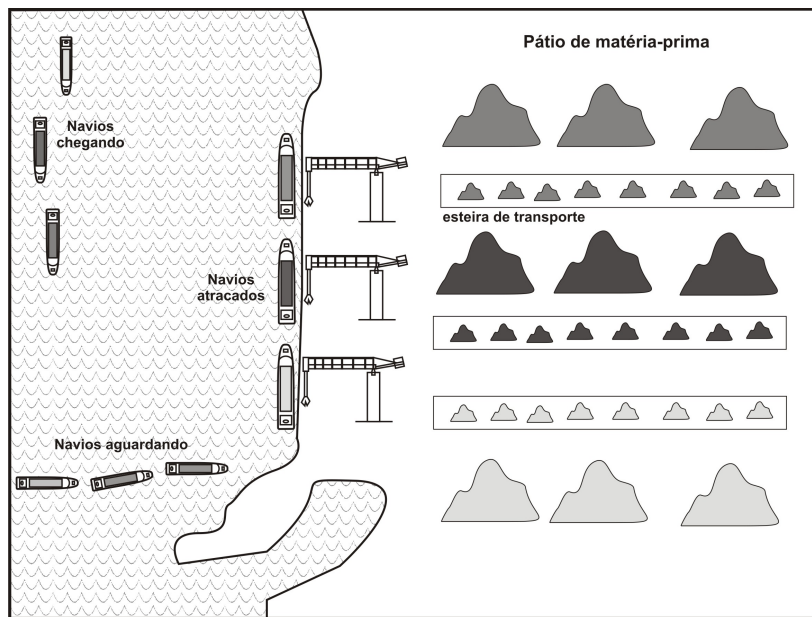 Pátio de matéria-prima
Navios
chegando
esteira de transporte
Navios
atracados
Navios aguardando